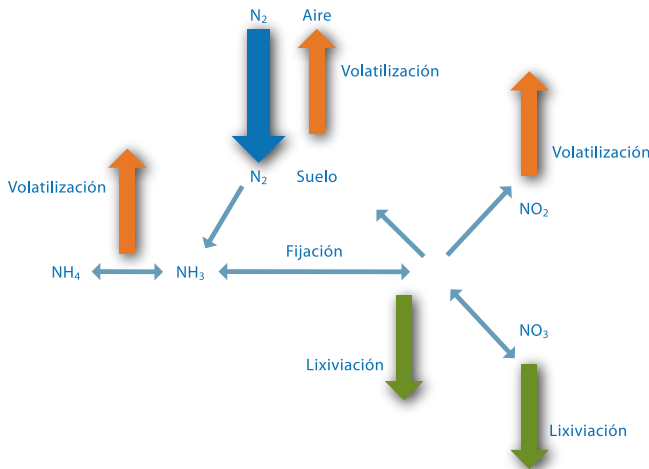 N₂ Aire
Volatilización
Volatilización
Volatilización
N₂ Suelo
NO₂
Fijación
NH₄ NH₃
NO₃
Lixiviación
Lixiviación